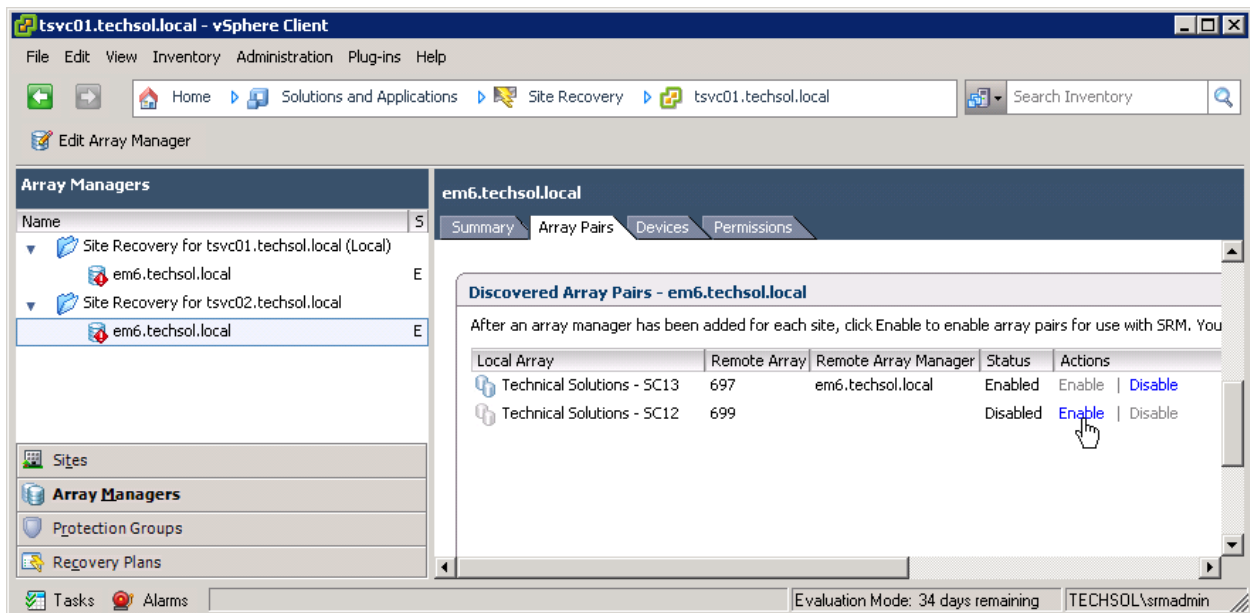 tsvc01.techsol.local - vSphere Client
File Edit View Inventory Administration Plug-ins Help
Home Solutions and Applications Site Recovery tsvc01.techsol.local Search Inventory
Edit Array Manager
Array Managers
Name S
Site Recovery for tsvc01.techsol.local (Local)
em6.techsol.local E
Site Recovery for tsvc02.techsol.local
em6.techsol.local E
Sites
Array Managers
Protection Groups
Recovery Plans
em6.techsol.local
Summary Array Pairs Devices Permissions
Discovered Array Pairs - em6.techsol.local
After an array manager has been added for each site, click Enable to enable array pairs for use with SRM. You
Local Array Remote Array Remote Array Manager Status Actions
Technical Solutions - SC13 697 em6.techsol.local Enabled Enable | Disable
Technical Solutions - SC12 699 Disabled Enable | Disable
Tasks Alarms Evaluation Mode: 34 days remaining TECHSOL\srmadmin